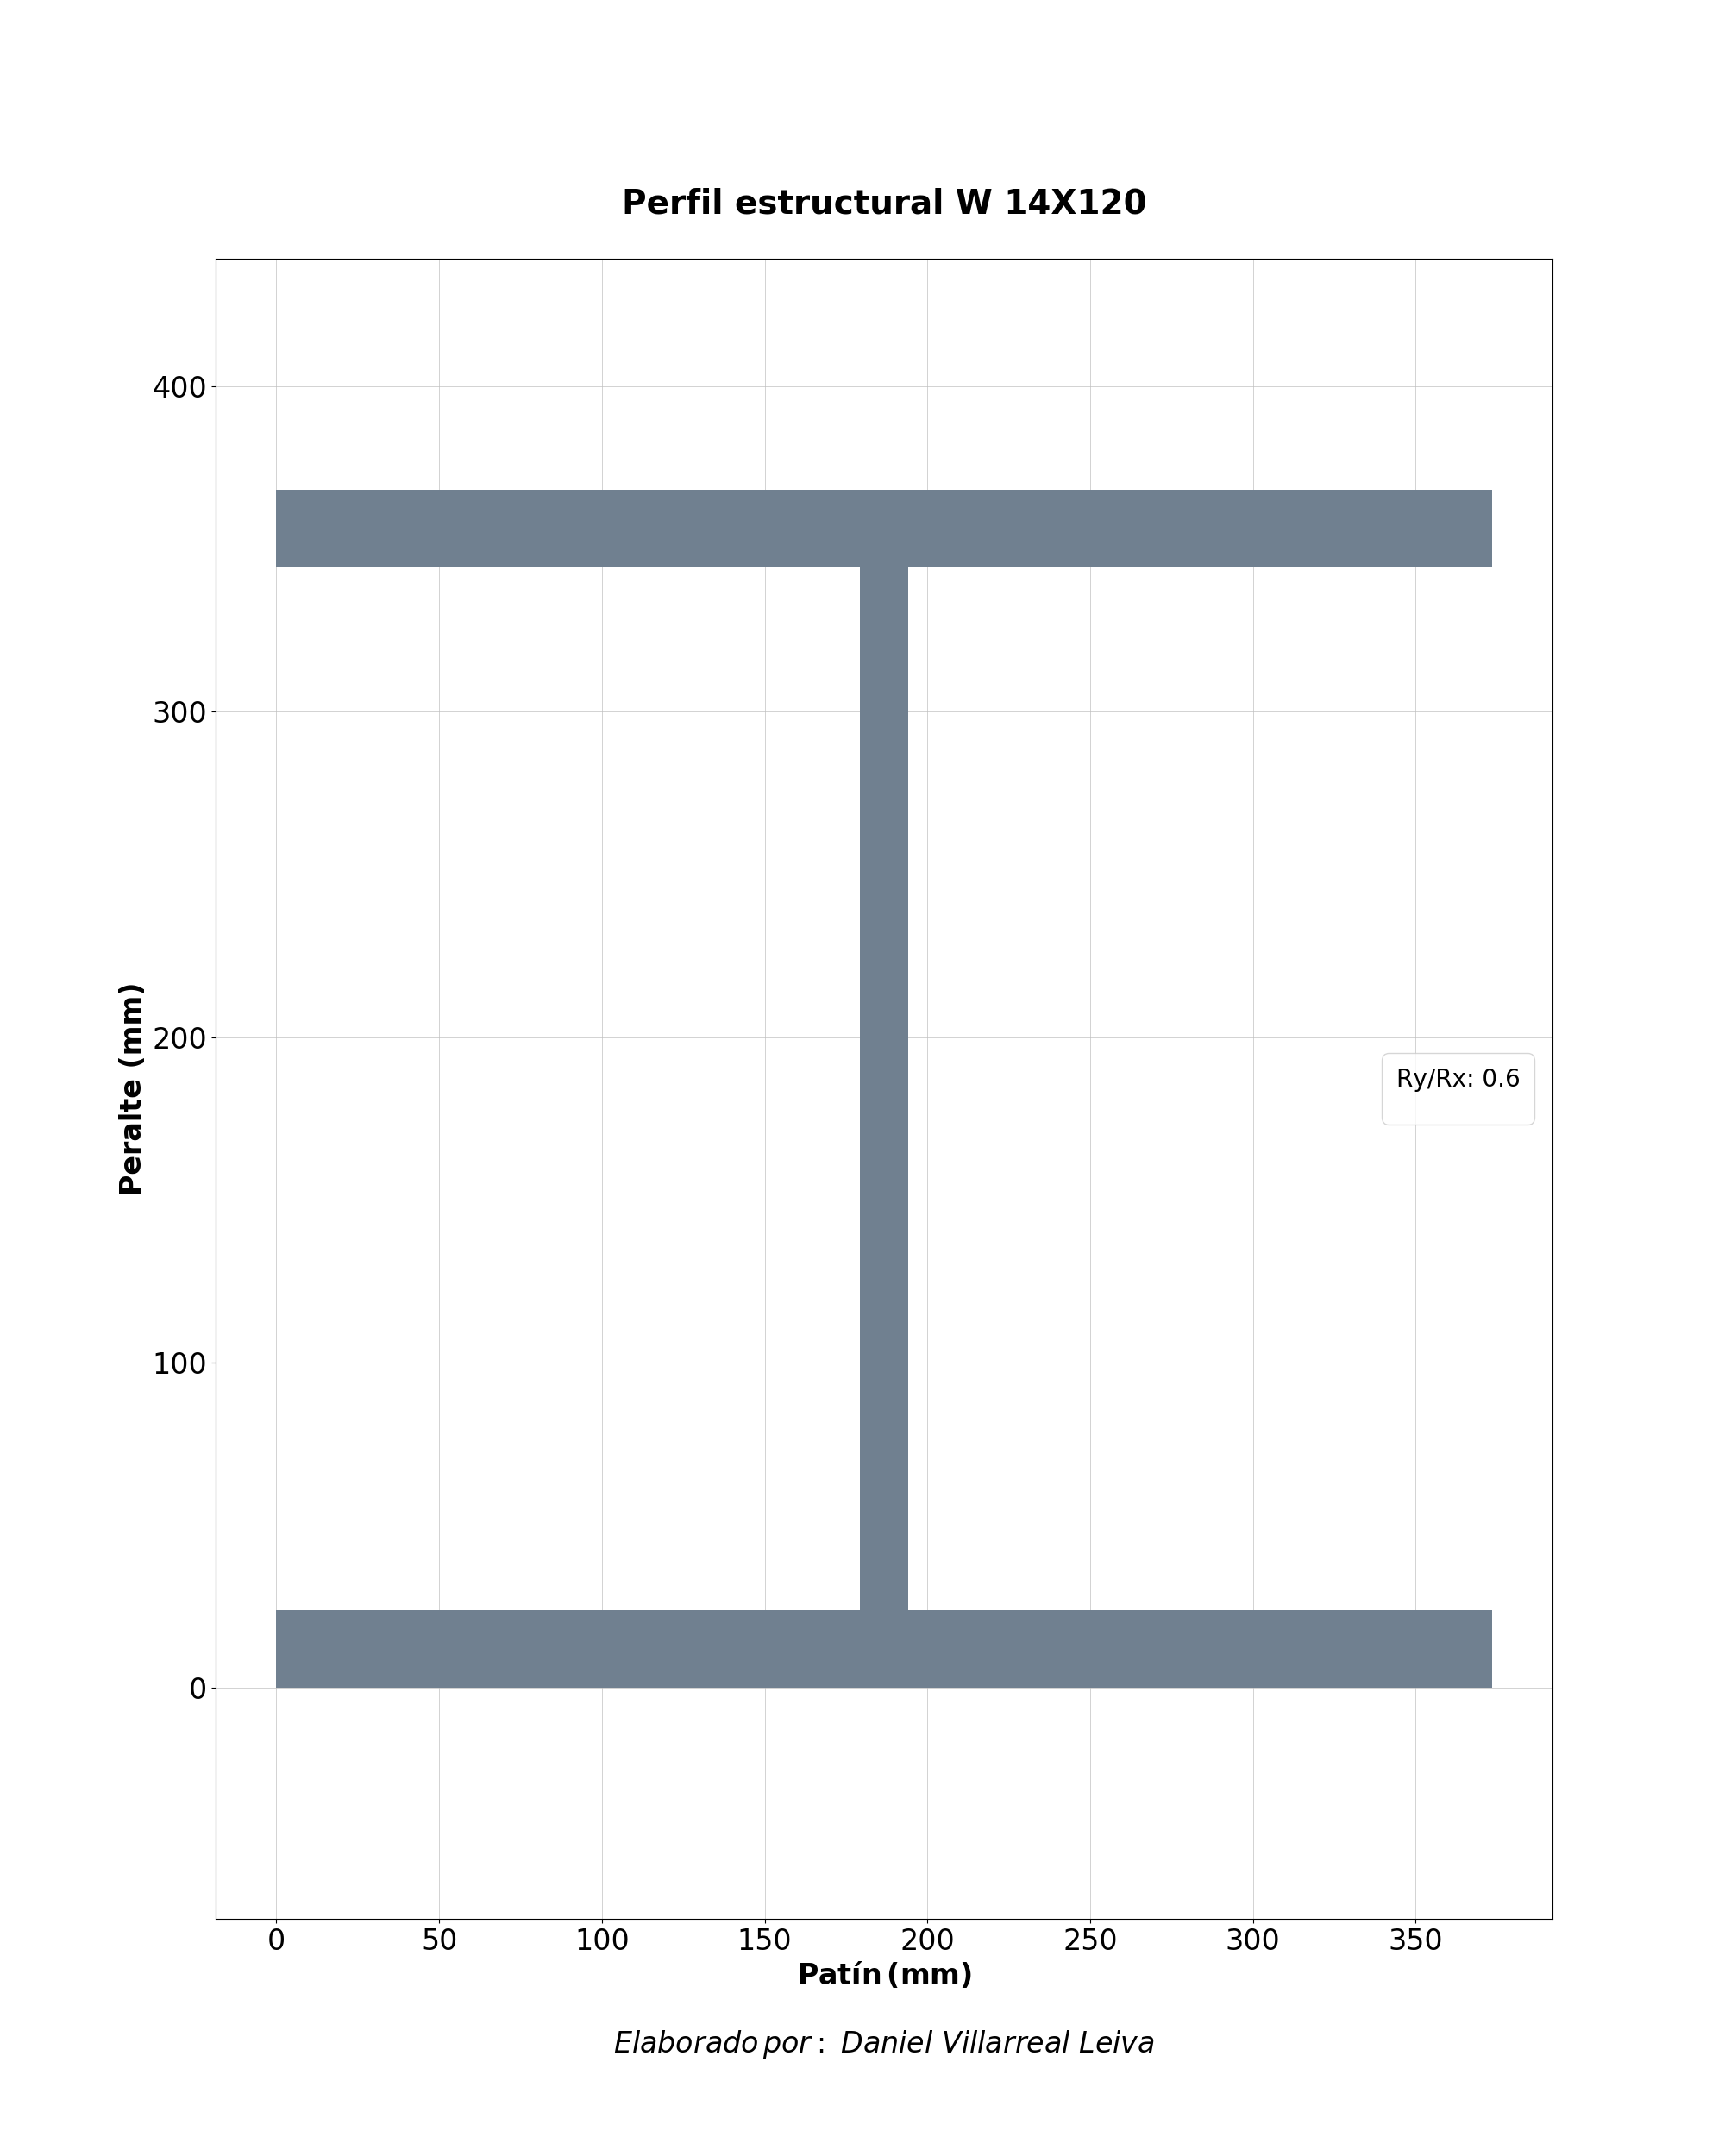 Perfil estructural W 14X120
400
300
200
100
0
Peralte (mm)
Ry/Rx: 0.6
0 50 100 150 200 250 300 350
Patín (mm)
Elaborado por: Daniel Villarreal Leiva